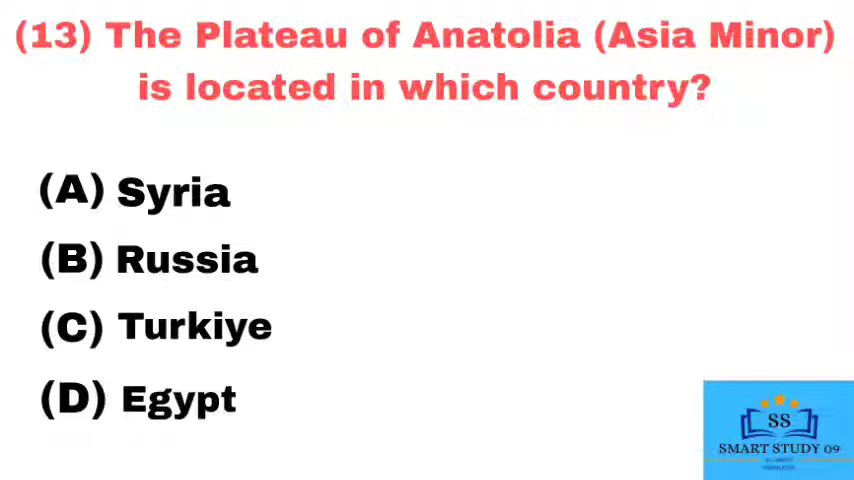 (13) The Plateau of Anatolia (Asia Minor)
is located in which country?
(A) Syria
(B) Russia
(C) Turkiye
(D) Egypt
SS
SMART STUDY 09